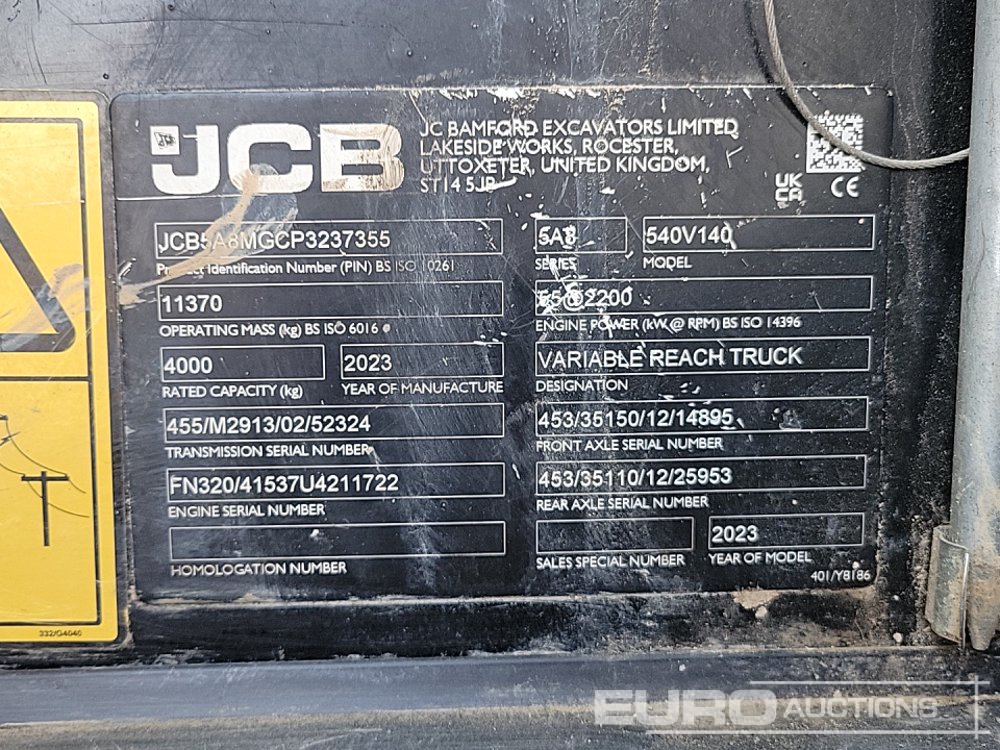 JCB
JC BAMFORD EXCAVATORS LIMITED,
LAKESIDE WORKS, ROCESTER,
UTTOXETER, UNITED KINGDOM,
ST14 5JP
UK
CA
CE
JCB5A8MGCP3237355
Product Identification Number (PIN) BS ISO 10261
5A8
SERIES
540V140
MODEL
11370
OPERATING MASS (kg) BS ISO 6016
55@2200
ENGINE POWER (kW @ RPM) BS ISO 14396
4000
RATED CAPACITY (kg)
2023
YEAR OF MANUFACTURE
VARIABLE REACH TRUCK
DESIGNATION
455/M2913/02/52324
TRANSMISSION SERIAL NUMBER
453/35150/12/14895
FRONT AXLE SERIAL NUMBER
FN320/41537U4211722
ENGINE SERIAL NUMBER
453/35110/12/25953
REAR AXLE SERIAL NUMBER
HOMOLOGATION NUMBER
SALES SPECIAL NUMBER
2023
YEAR OF MODEL
401/Y8186
332/G4040
EURO AUCTIONS